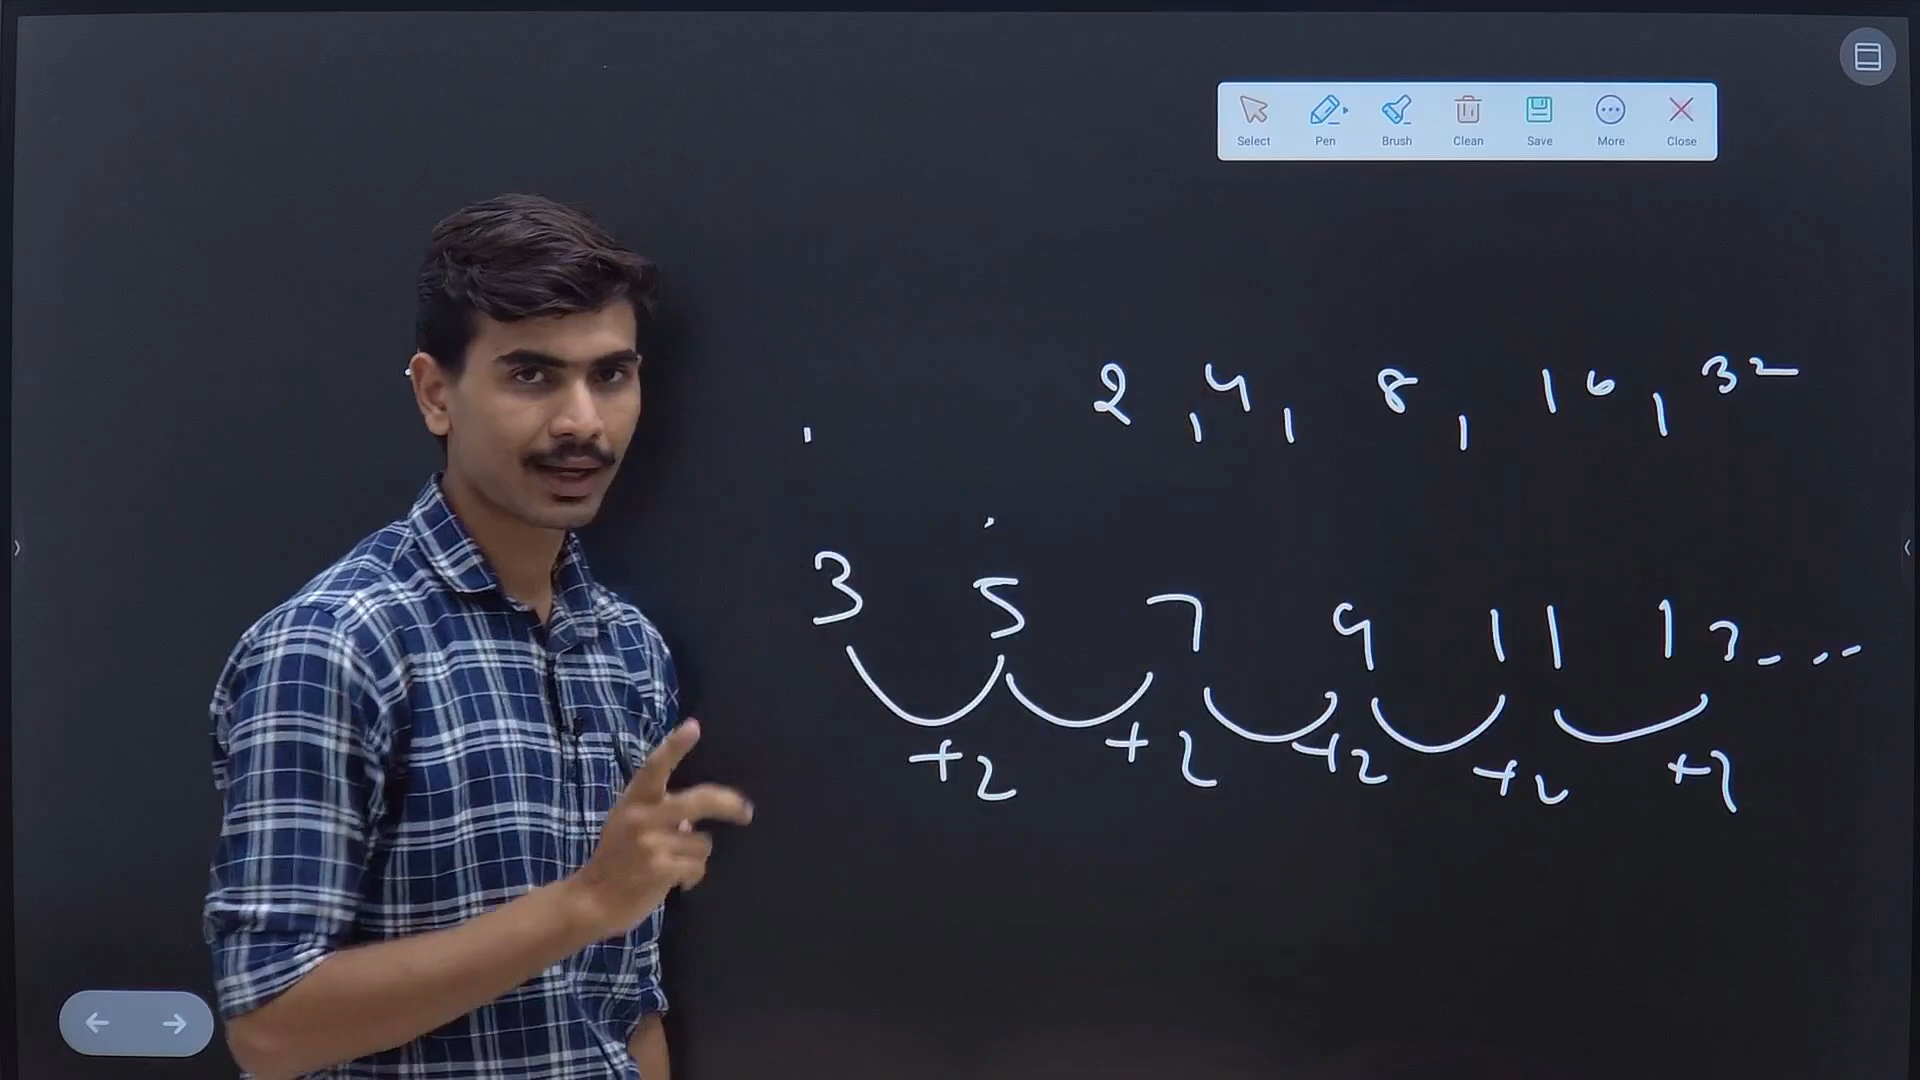 Select Pen Brush Clean Save More Close
2, 4, 8, 16, 32
3 5 7 9 11 13 - - -
+2 +2 +2 +2 +2